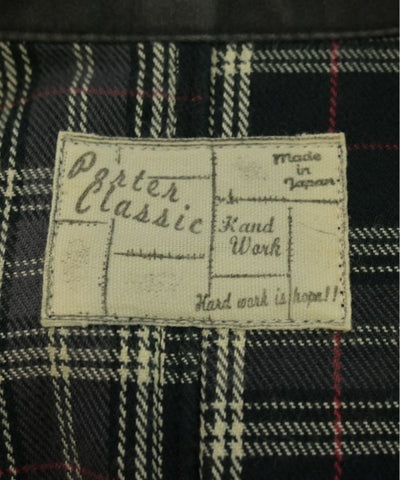 Porter
Classic
Made
in
Japan
Hand
Work
Hard work is hope!!